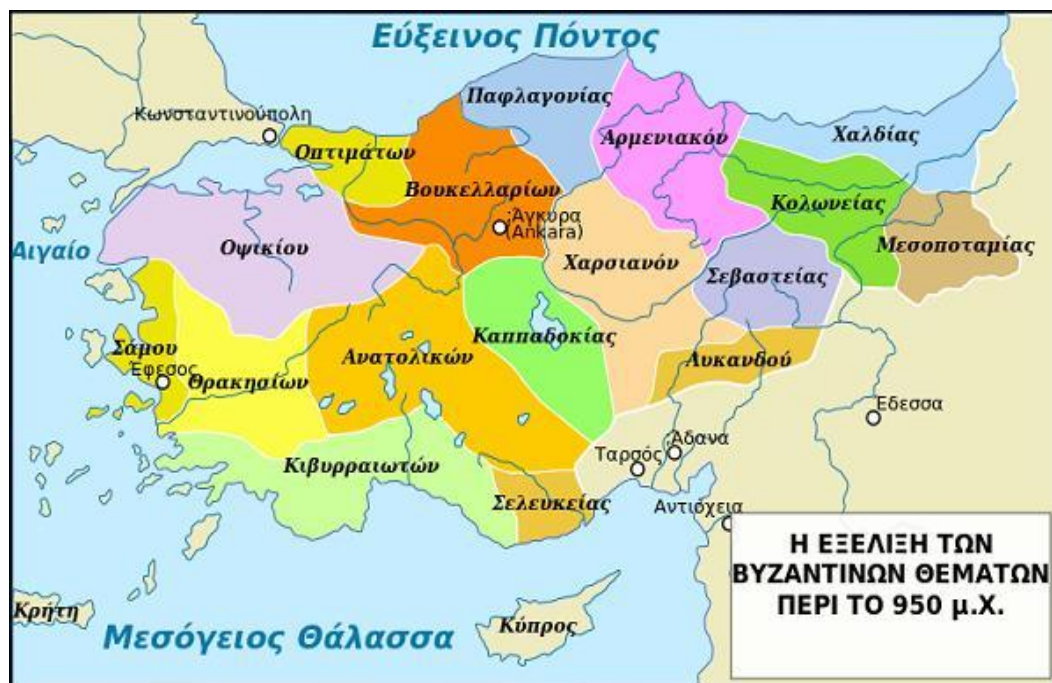 Εύξεινος Πόντος
Παφλαγονίας
Κωνσταντινούπολη
Οπτιμάτων
Αρμενιακόν
Χαλδίας
Βουκελλαρίων
Κολωνείας
Άγκυρα
(Ankara)
Αιγαίο
Οψικίου
Μεσοποταμίας
Χαρσιανόν
Σεβαστείας
Σάμου
Έφεσος
Θρακησίων
Ανατολικών
Καππαδοκίας
Λυκανδού
Έδεσσα
Κιβυρραιωτών
Ταρσός
Άδανα
Σελευκείας
Αντιόχεια
Κρήτη
Μεσόγειος Θάλασσα
Κύπρος
Η ΕΞΕΛΙΞΗ ΤΩΝ
ΒΥΖΑΝΤΙΝΩΝ ΘΕΜΑΤΩΝ
ΠΕΡΙ ΤΟ 950 μ.Χ.